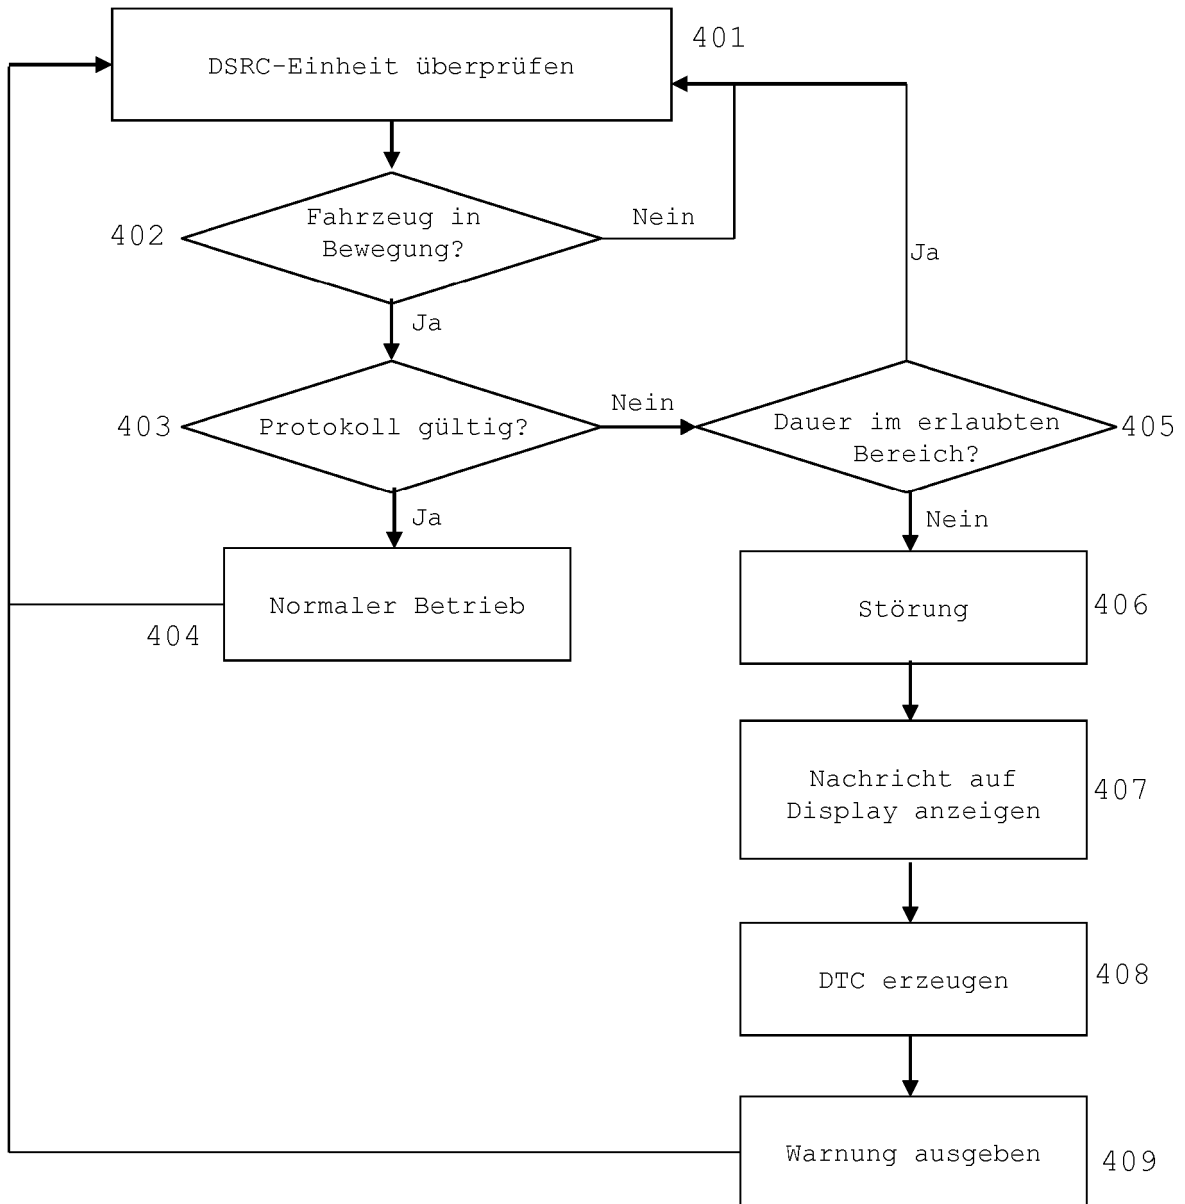 401
DSRC-Einheit überprüfen
402
Fahrzeug in
Bewegung?
Nein
Ja
Ja
403
Protokoll gültig?
Nein
Dauer im erlaubten
Bereich?
405
Ja
Nein
Normaler Betrieb
404
Störung
406
Nachricht auf
Display anzeigen
407
DTC erzeugen
408
Warnung ausgeben
409